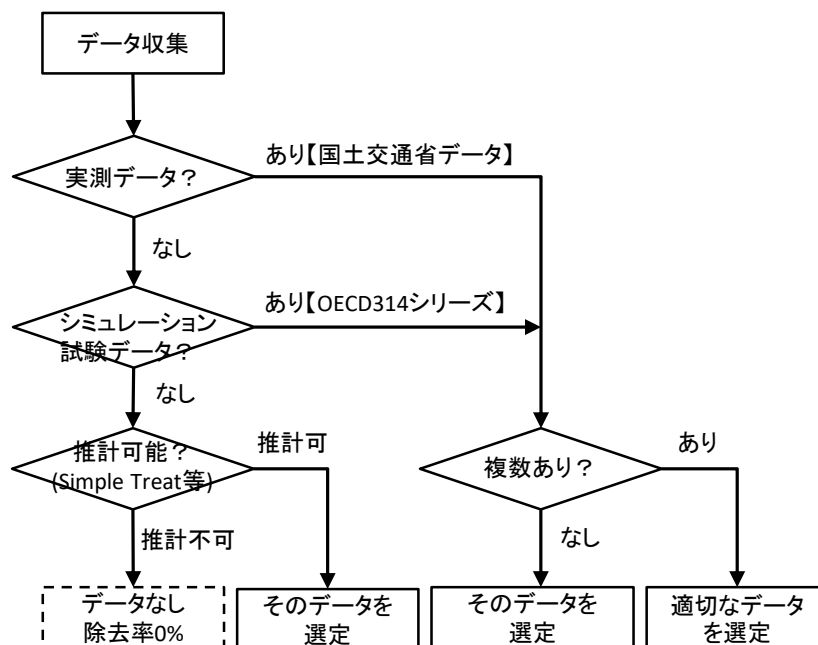 データ収集
実測データ？
あり【国土交通省データ】
なし
シミュレーション
試験データ？
あり【OECD314シリーズ】
なし
推計可能？
(Simple Treat等)
推計可
複数あり？
あり
推計不可
なし
データなし
除去率0%
そのデータを
選定
そのデータを
選定
適切なデータ
を選定